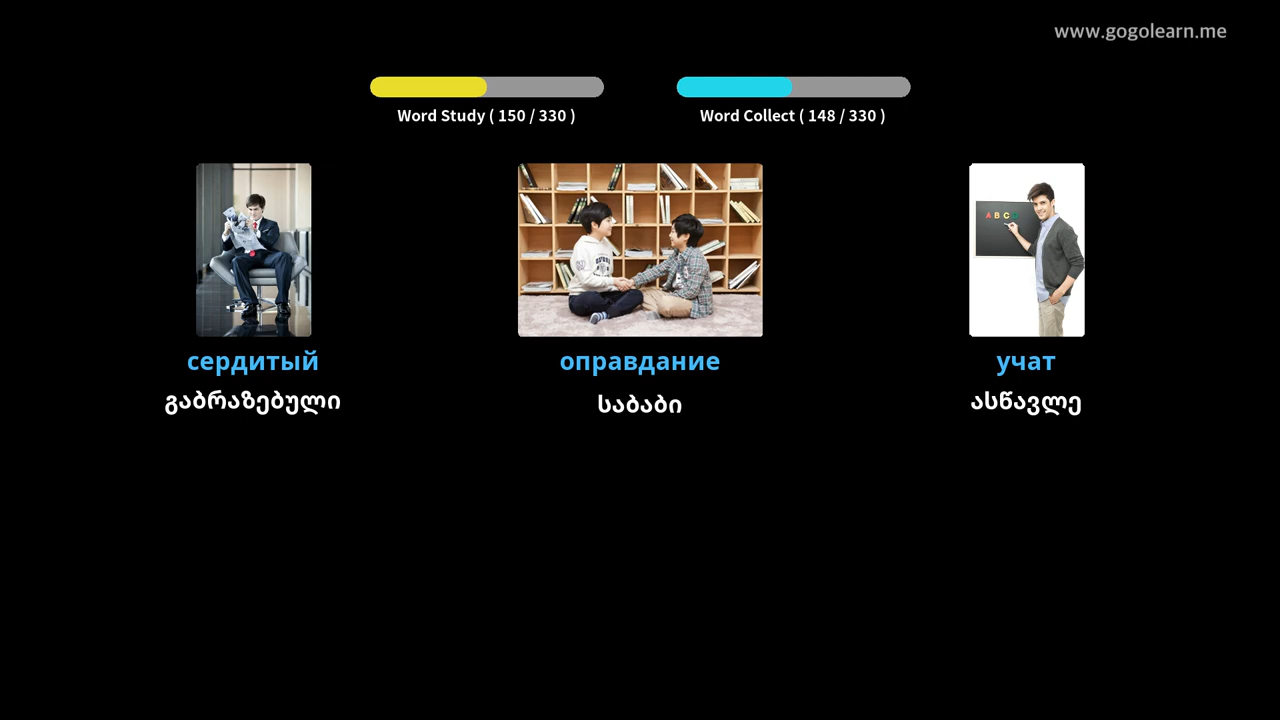 www.gogolearn.me
Word Study ( 150 / 330 )
Word Collect ( 148 / 330 )
A B C D
сердитый
оправдание
учат
გაბრაზებული
საბაბი
ასწავლე